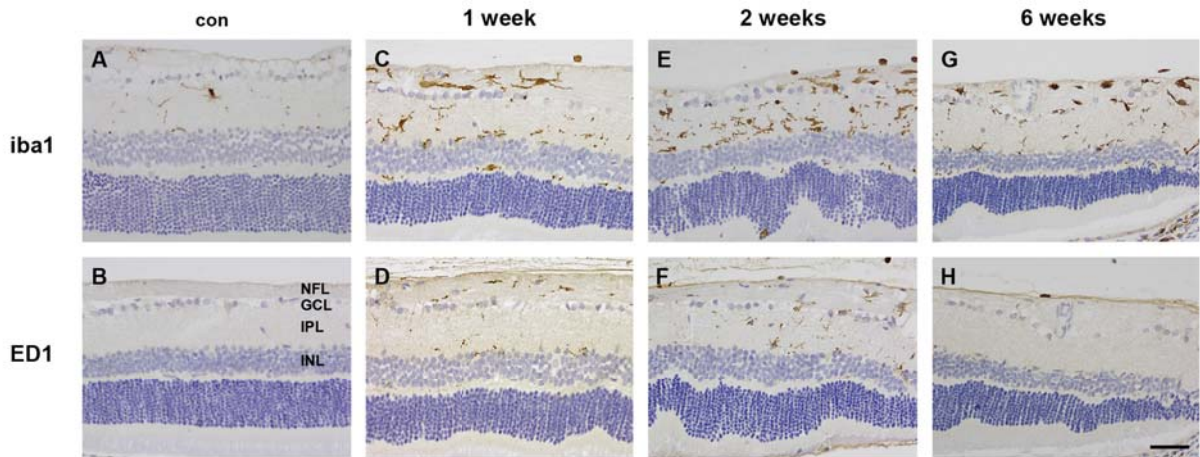 con 1 week 2 weeks 6 weeks
iba1
A C E G
ED1
B D F H
NFL
GCL
IPL
INL